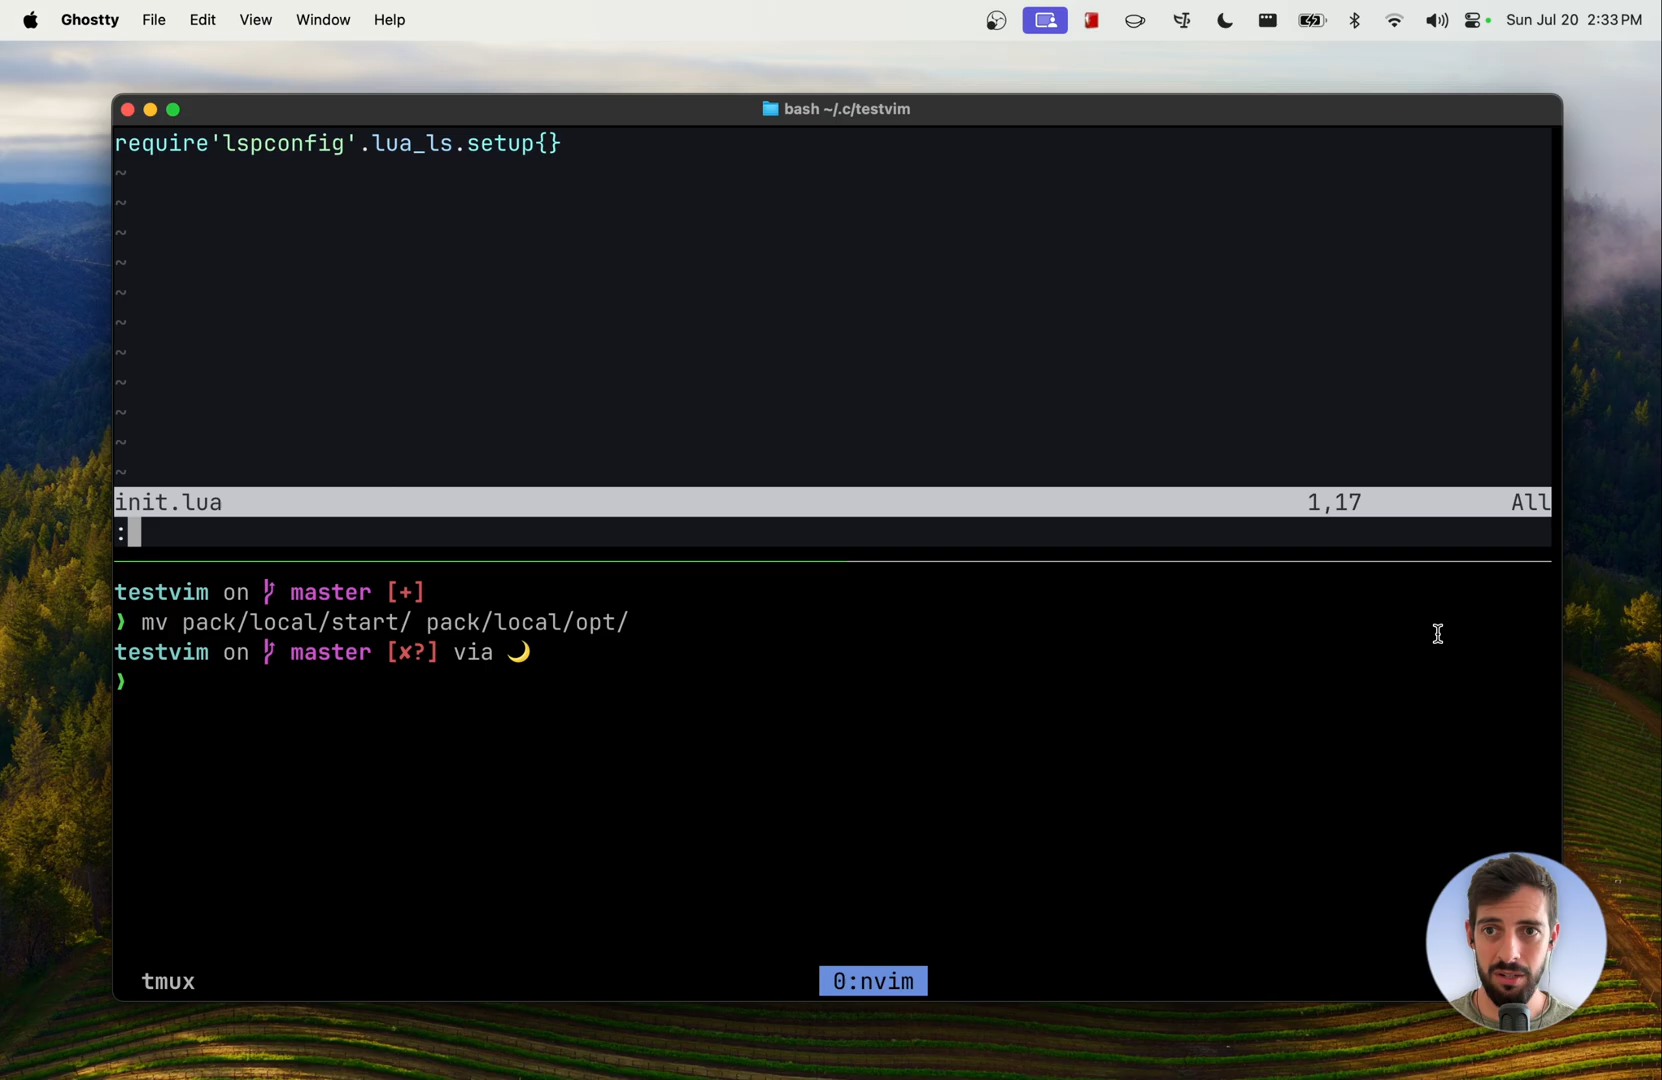 Ghostty File Edit View Window Help Sun Jul 20 2:33 PM
bash ~/.c/testvim
require'lspconfig'.lua_ls.setup{}
~
~
~
~
~
~
~
~
~
~
~
init.lua 1,17 All
:
testvim on master [+]
❯ mv pack/local/start/ pack/local/opt/
testvim on master [✘?] via 🌙
❯
tmux 0:nvim